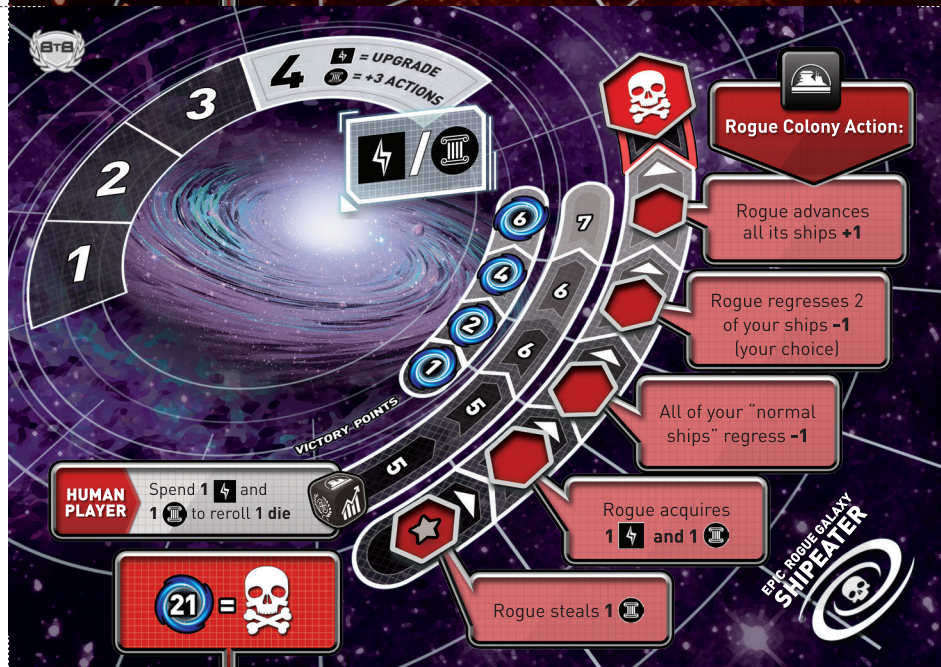 BTB
4 = UPGRADE
= +3 ACTIONS
3
2
1
/
Rogue Colony Action:
Rogue advances
all its ships +1
Rogue regresses 2
of your ships -1
(your choice)
All of your "normal
ships" regress -1
Rogue acquires
1 and 1
Rogue steals 1
6
4
2
1
VICTORY POINTS
7
6
6
5
5
HUMAN
PLAYER
Spend 1 and
1 to reroll 1 die
21 =
EPIC ROGUE GALAXY
SHIPEATER